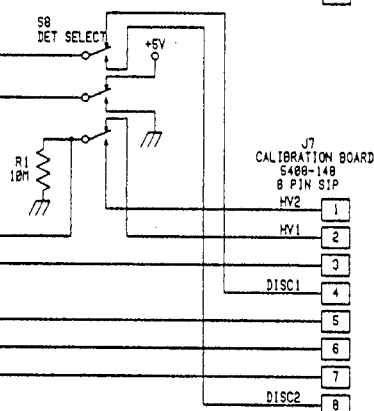 S8
DET SELECT
+5V
R1
10M
J7
CALIBRATION BOARD
5408-148
8 PIN SIP
HV2
1
HV1
2
3
DISC1
4
5
6
7
DISC2
8